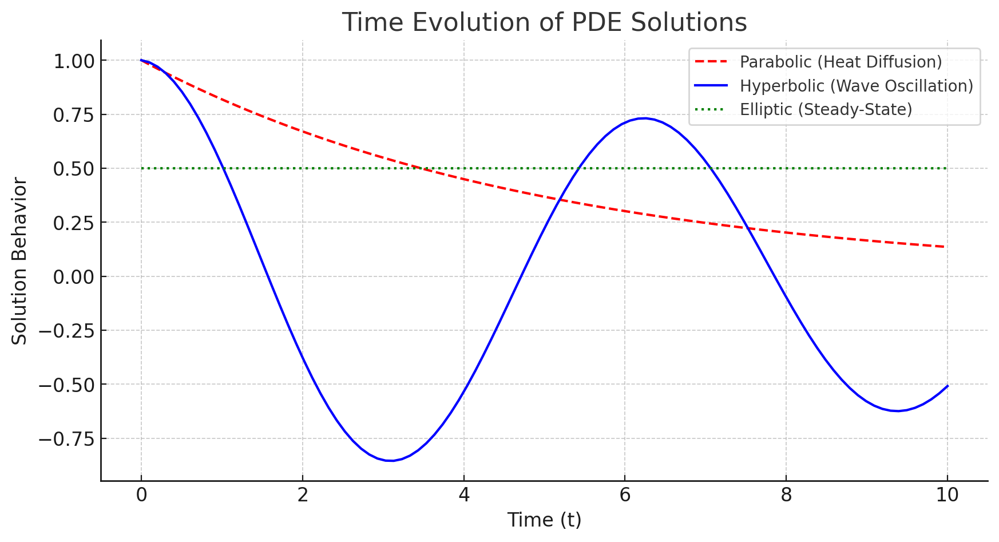 Time Evolution of PDE Solutions
Parabolic (Heat Diffusion)
Hyperbolic (Wave Oscillation)
Elliptic (Steady-State)
Solution Behavior
1.00
0.75
0.50
0.25
0.00
−0.25
−0.50
−0.75
0 2 4 6 8 10
Time (t)